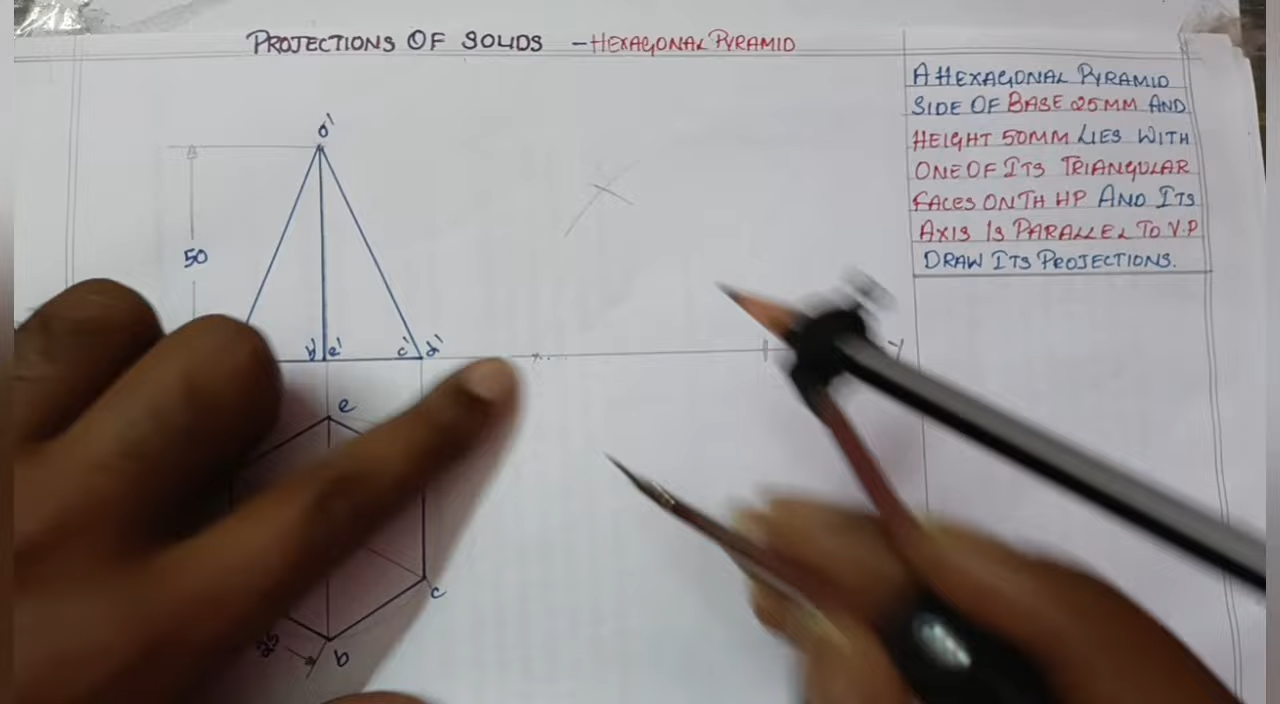 PROJECTIONS OF SOLIDS - HEXAGONAL PYRAMID
A HEXAGONAL PYRAMID
SIDE OF BASE 25MM AND
HEIGHT 50MM LIES WITH
ONE OF ITS TRIANGULAR
FACES ON TH HP AND ITS
AXIS IS PARALLEL TO V.P
DRAW ITS PROJECTIONS.
o'
50
b' e' c' d'
Y
e
c
25
b